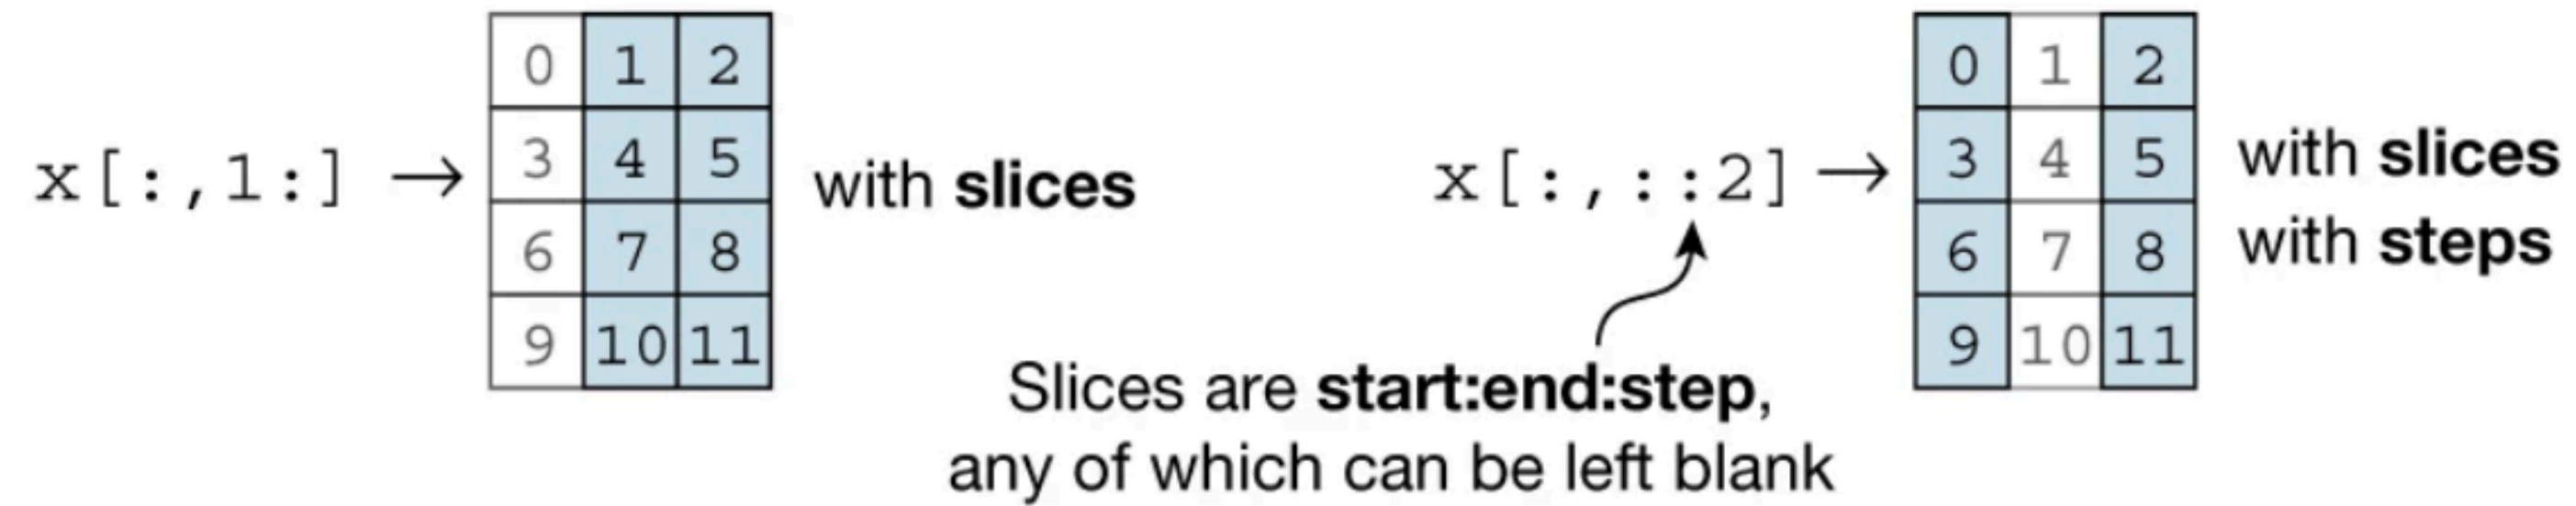 x[:,1:] →
0 1 2
3 4 5
6 7 8
9 10 11
with slices
x[:,::2] →
0 1 2
3 4 5
6 7 8
9 10 11
with slices
with steps
Slices are start:end:step,
any of which can be left blank